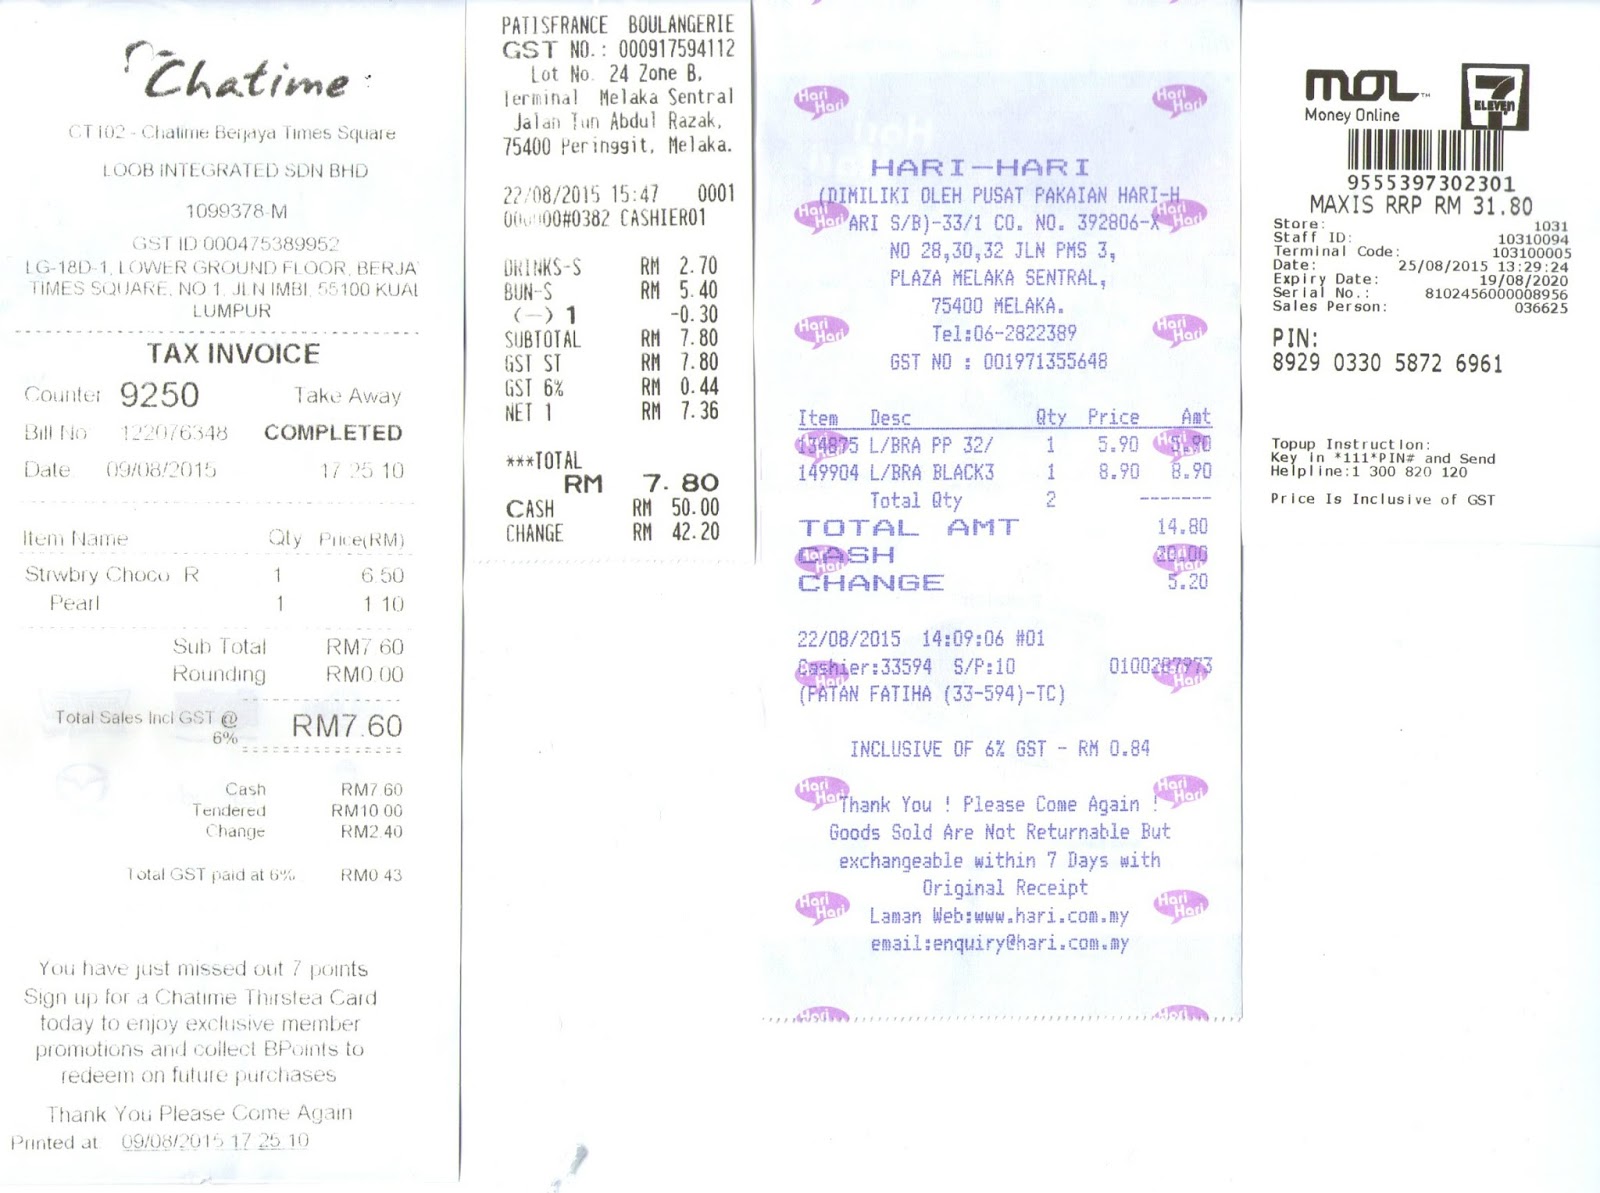 Chatime
CT102 - Chatime Berjaya Times Square
LOOB INTEGRATED SDN BHD
1099378-M
GST ID 000475389952
LG-18D-1, LOWER GROUND FLOOR, BERJA
TIMES SQUARE, NO 1, JLN IMBI, 55100 KUAL
LUMPUR
TAX INVOICE
Counter 9250 Take Away
Bill No 122076348 COMPLETED
Date 09/08/2015 17 25 10
Item Name Qty Price(RM)
Strwbry Choco R 1 6.50
Pearl 1 1.10
Sub Total RM7.60
Rounding RM0.00
Total Sales Incl GST @ RM7.60
6%
Cash RM7.60
Tendered RM10.00
Change RM2.40
Total GST paid at 6% RM0.43
You have just missed out 7 points
Sign up for a Chatime Thirstea Card
today to enjoy exclusive member
promotions and collect BPoints to
redeem on future purchases
Thank You Please Come Again
Printed at 09/08/2015 17 25 10
PATISFRANCE BOULANGERIE
GST NO.: 000917594112
Lot No. 24 Zone B,
Terminal Melaka Sentral
Jalan Tun Abdul Razak,
75400 Peringgit, Melaka.
22/08/2015 15:47 0001
#0382 CASHIER01
DRINKS-S RM 2.70
BUN-S RM 5.40
(—) 1 -0.30
SUBTOTAL RM 7.80
GST ST RM 7.80
GST 6% RM 0.44
NET 1 RM 7.36
***TOTAL
RM 7.80
CASH RM 50.00
CHANGE RM 42.20
Hari Hari Hari Hari
HARI-HARI
(DIMILIKI OLEH PUSAT PAKAIAN HARI-H
ARI S/B)-33/1 CO. NO. 392806-X
NO 28,30,32 JLN PMS 3,
PLAZA MELAKA SENTRAL,
75400 MELAKA.
Tel:06-2822389
GST NO : 001971355648
Item Desc Qty Price Amt
134875 L/BRA PP 32/ 1 5.90 5.90
149904 L/BRA BLACK3 1 8.90 8.90
Total Qty 2 -------
TOTAL AMT 14.80
CASH 20.00
CHANGE 5.20
22/08/2015 14:09:06 #01
Cashier:33594 S/P:10 0100287973
(FATAN FATIHA (33-594)-TC)
INCLUSIVE OF 6% GST - RM 0.84
Thank You ! Please Come Again !
Goods Sold Are Not Returnable But
exchangeable within 7 Days with
Original Receipt
Laman Web:www.hari.com.my
email:enquiry@hari.com.my
MOL™ 7 ELEVEN
Money Online
9555397302301
MAXIS RRP RM 31.80
Store: 1031
Staff ID: 10310094
Terminal Code: 103100005
Date: 25/08/2015 13:29:24
Expiry Date: 19/08/2020
Serial No.: 8102456000008956
Sales Person: 036625
PIN:
8929 0330 5872 6961
Topup Instruction:
Key in *111*PIN# and Send
Helpline:1 300 820 120
Price Is Inclusive of GST